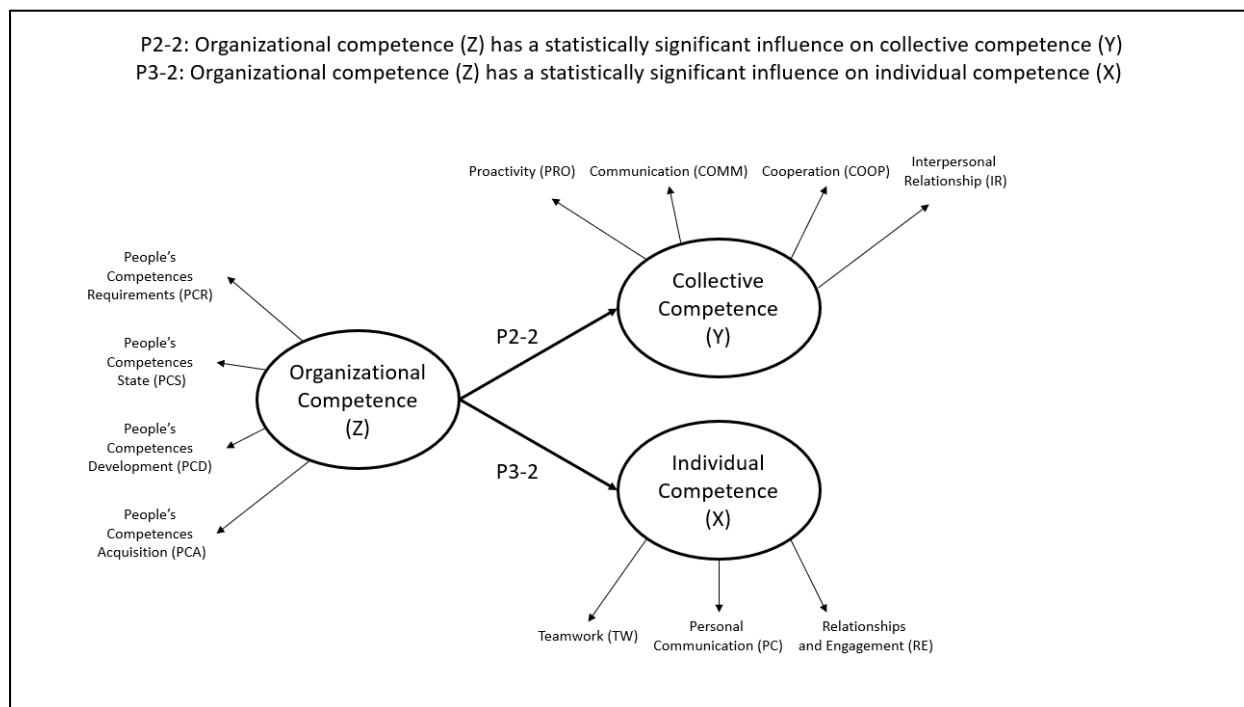 P2-2: Organizational competence (Z) has a statistically significant influence on collective competence (Y)
P3-2: Organizational competence (Z) has a statistically significant influence on individual competence (X)
Proactivity (PRO)
Communication (COMM)
Cooperation (COOP)
Interpersonal
Relationship (IR)
People’s
Competences
Requirements (PCR)
People’s
Competences
State (PCS)
People’s
Competences
Development (PCD)
People’s
Competences
Acquisition (PCA)
Organizational
Competence
(Z)
P2-2
P3-2
Collective
Competence
(Y)
Individual
Competence
(X)
Teamwork (TW)
Personal
Communication (PC)
Relationships
and Engagement (RE)